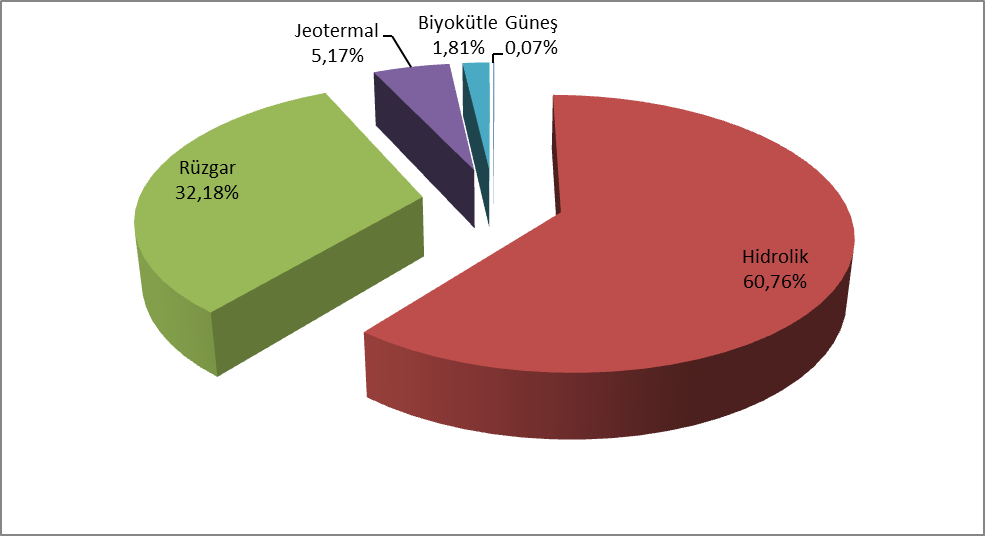 Jeotermal
5,17%
Biyokütle
1,81%
Güneş
0,07%
Rüzgar
32,18%
Hidrolik
60,76%